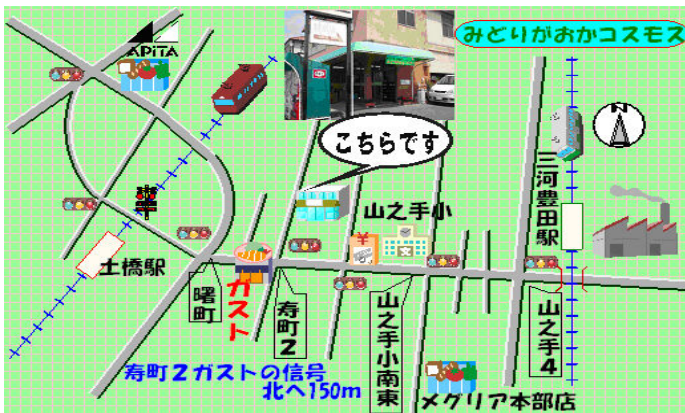 みどりがおかコスモス
APiTA
こちらです
三河豊田駅
山之手小
土橋駅
曙町
ガスト
寿町2
山之手小南東
山之手4
寿町2ガストの信号
北へ150m
メグリア本部店